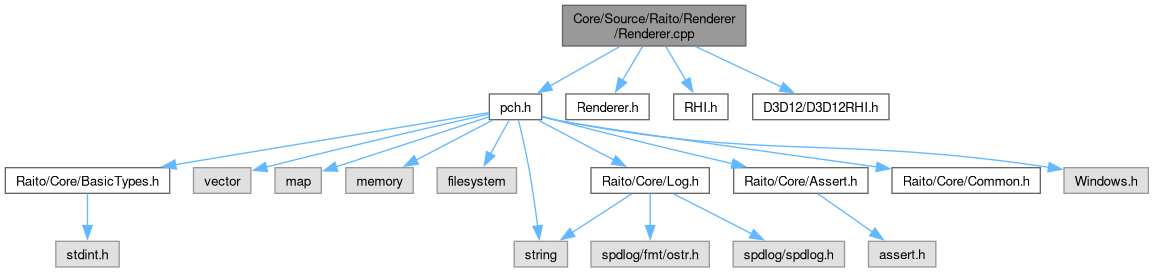 Core/Source/Raito/Renderer
/Renderer.cpp
pch.h
Renderer.h
RHI.h
D3D12/D3D12RHI.h
Raito/Core/BasicTypes.h
vector
map
memory
filesystem
Raito/Core/Log.h
Raito/Core/Assert.h
Raito/Core/Common.h
Windows.h
stdint.h
string
spdlog/fmt/ostr.h
spdlog/spdlog.h
assert.h